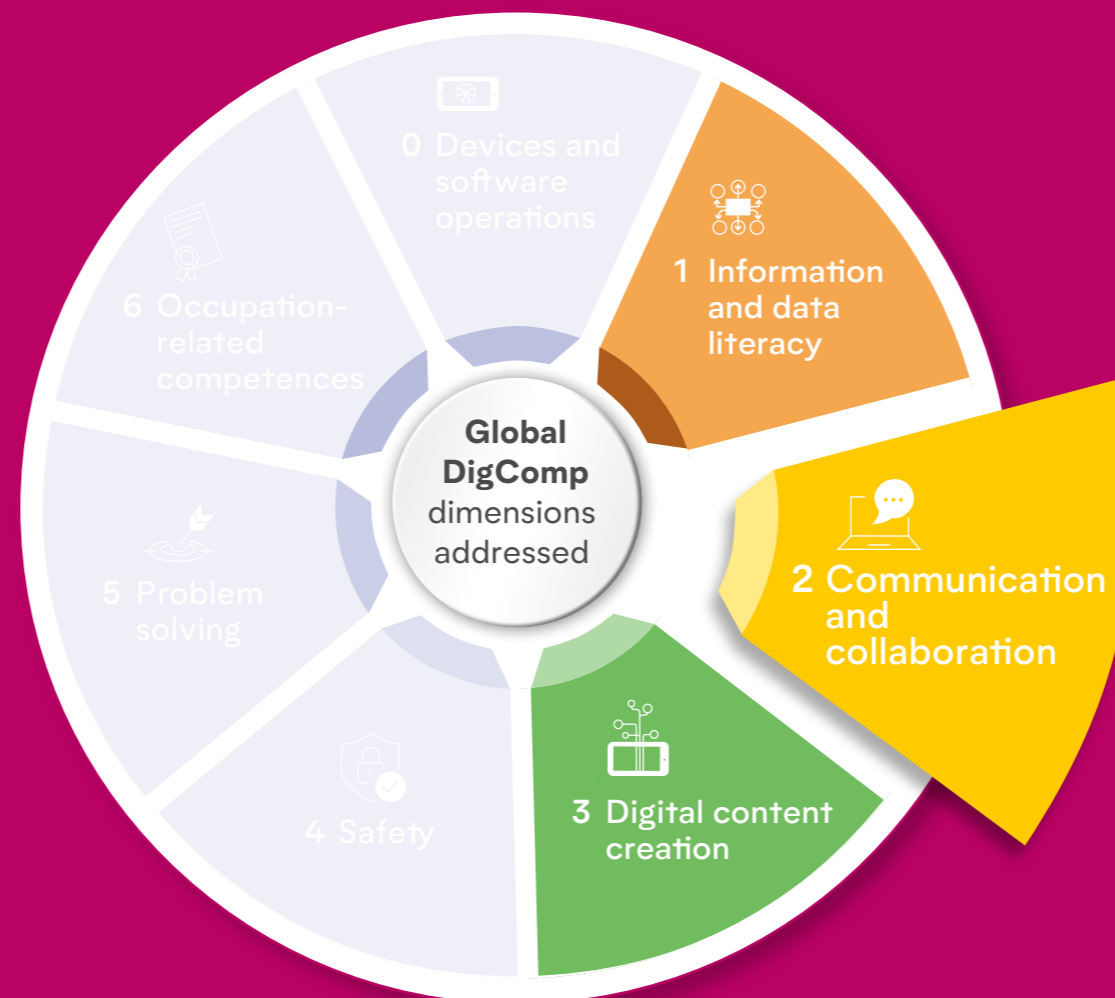 Global
DigComp
dimensions
addressed
0 Devices and
software
operations
1 Information
and data
literacy
2 Communication
and
collaboration
3 Digital content
creation
4 Safety
5 Problem
solving
6 Occupation-
related
competences